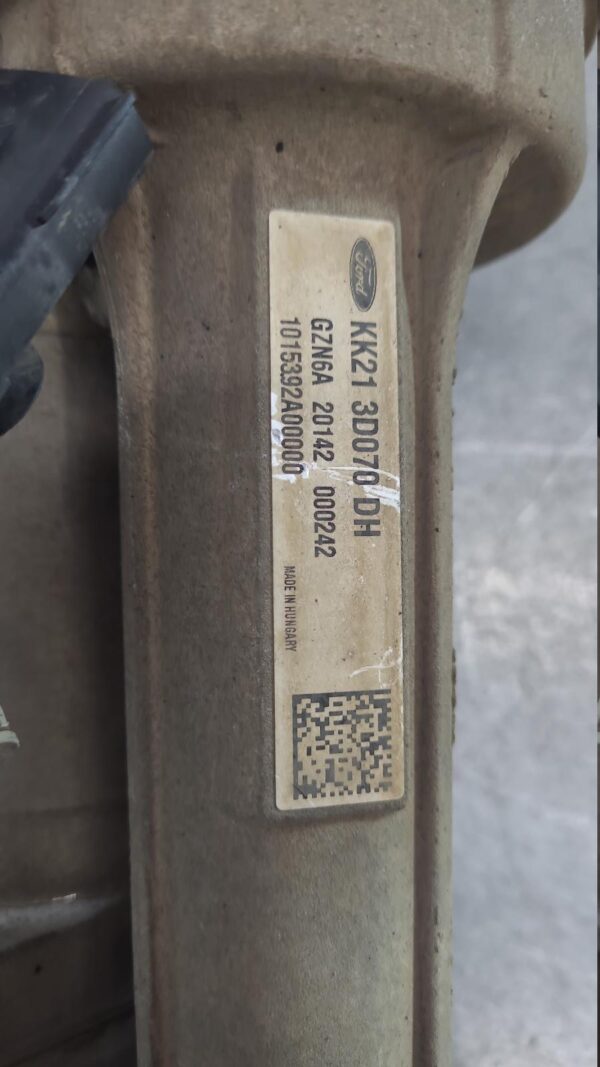 Ford
KK21 3D070 DH
GZN6A 20142 000242
1015392A00000
MADE IN HUNGARY